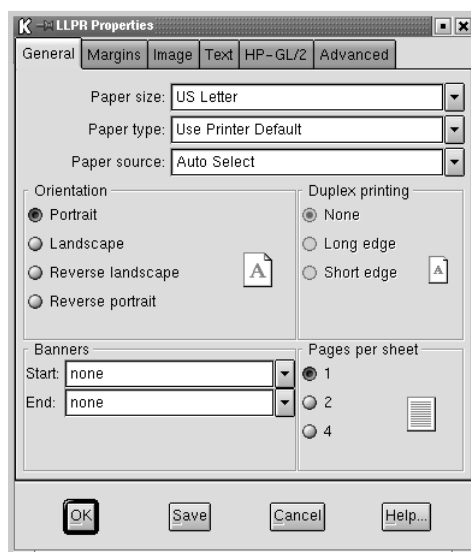 LLPR Properties
General Margins Image Text HP-GL/2 Advanced
Paper size: US Letter
Paper type: Use Printer Default
Paper source: Auto Select
Orientation
Portrait
Landscape
Reverse landscape
Reverse portrait
A
Duplex printing
None
Long edge
Short edge
A
Banners
Start: none
End: none
Pages per sheet
1
2
4
OK Save Cancel Help...